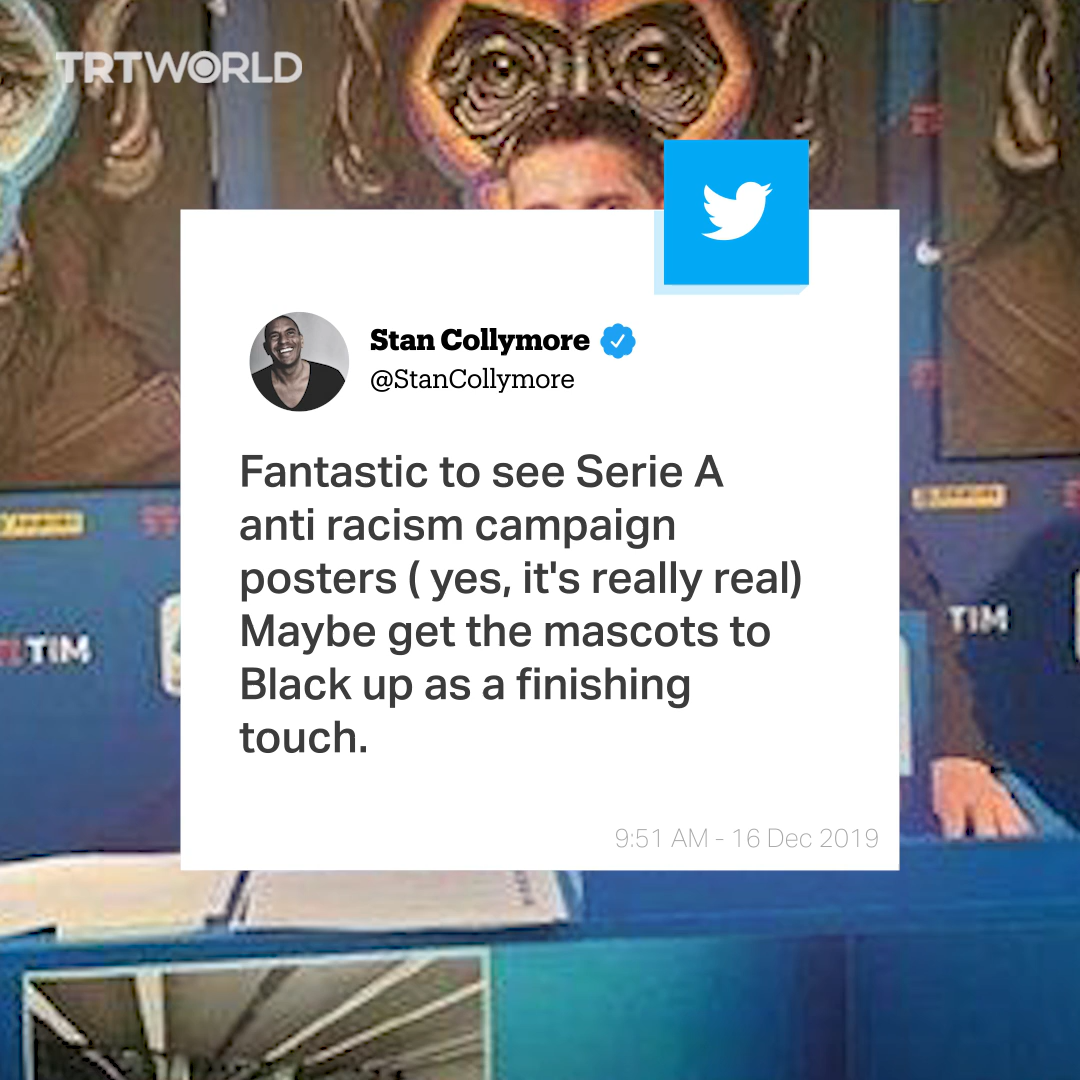 TRTWORLD
Stan Collymore
@StanCollymore
Fantastic to see Serie A
anti racism campaign
posters ( yes, it's really real)
Maybe get the mascots to
Black up as a finishing
touch.
9:51 AM - 16 Dec 2019
TIM
TIM